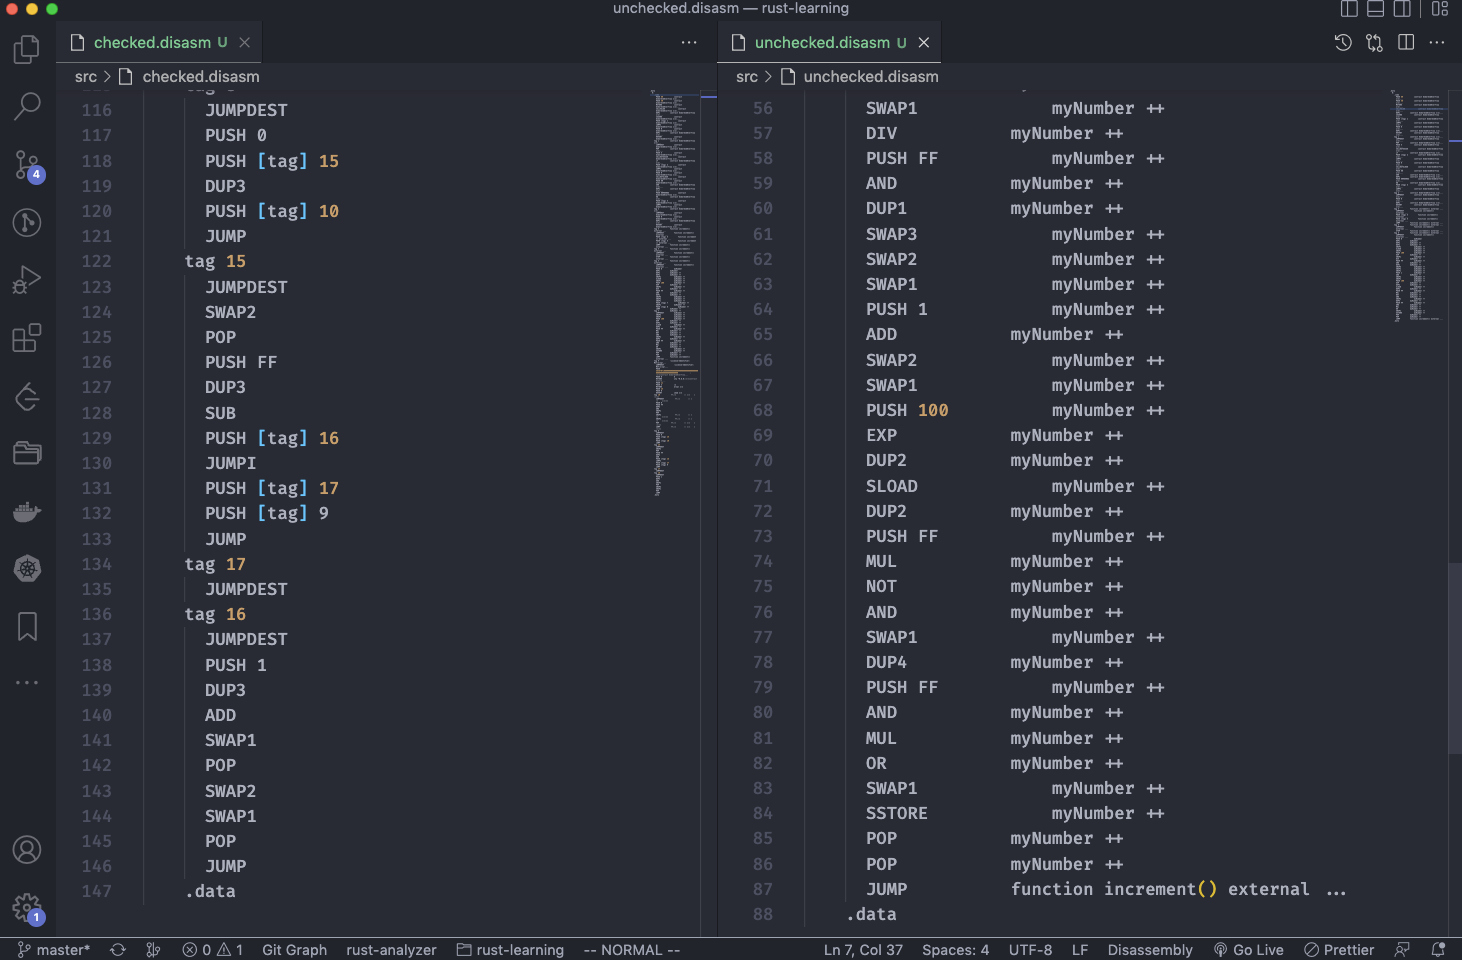 unchecked.disasm — rust-learning
checked.disasm U
src > checked.disasm
116 JUMPDEST
117 PUSH 0
118 PUSH [tag] 15
119 DUP3
120 PUSH [tag] 10
121 JUMP
122 tag 15
123 JUMPDEST
124 SWAP2
125 POP
126 PUSH FF
127 DUP3
128 SUB
129 PUSH [tag] 16
130 JUMPI
131 PUSH [tag] 17
132 PUSH [tag] 9
133 JUMP
134 tag 17
135 JUMPDEST
136 tag 16
137 JUMPDEST
138 PUSH 1
139 DUP3
140 ADD
141 SWAP1
142 POP
143 SWAP2
144 SWAP1
145 POP
146 JUMP
147 .data
unchecked.disasm U
src > unchecked.disasm
56 SWAP1 myNumber ++
57 DIV myNumber ++
58 PUSH FF myNumber ++
59 AND myNumber ++
60 DUP1 myNumber ++
61 SWAP3 myNumber ++
62 SWAP2 myNumber ++
63 SWAP1 myNumber ++
64 PUSH 1 myNumber ++
65 ADD myNumber ++
66 SWAP2 myNumber ++
67 SWAP1 myNumber ++
68 PUSH 100 myNumber ++
69 EXP myNumber ++
70 DUP2 myNumber ++
71 SLOAD myNumber ++
72 DUP2 myNumber ++
73 PUSH FF myNumber ++
74 MUL myNumber ++
75 NOT myNumber ++
76 AND myNumber ++
77 SWAP1 myNumber ++
78 DUP4 myNumber ++
79 PUSH FF myNumber ++
80 AND myNumber ++
81 MUL myNumber ++
82 OR myNumber ++
83 SWAP1 myNumber ++
84 SSTORE myNumber ++
85 POP myNumber ++
86 POP myNumber ++
87 JUMP function increment() external ...
88 .data
4
1
master* 0 1 Git Graph rust-analyzer rust-learning -- NORMAL -- Ln 7, Col 37 Spaces: 4 UTF-8 LF Disassembly Go Live Prettier